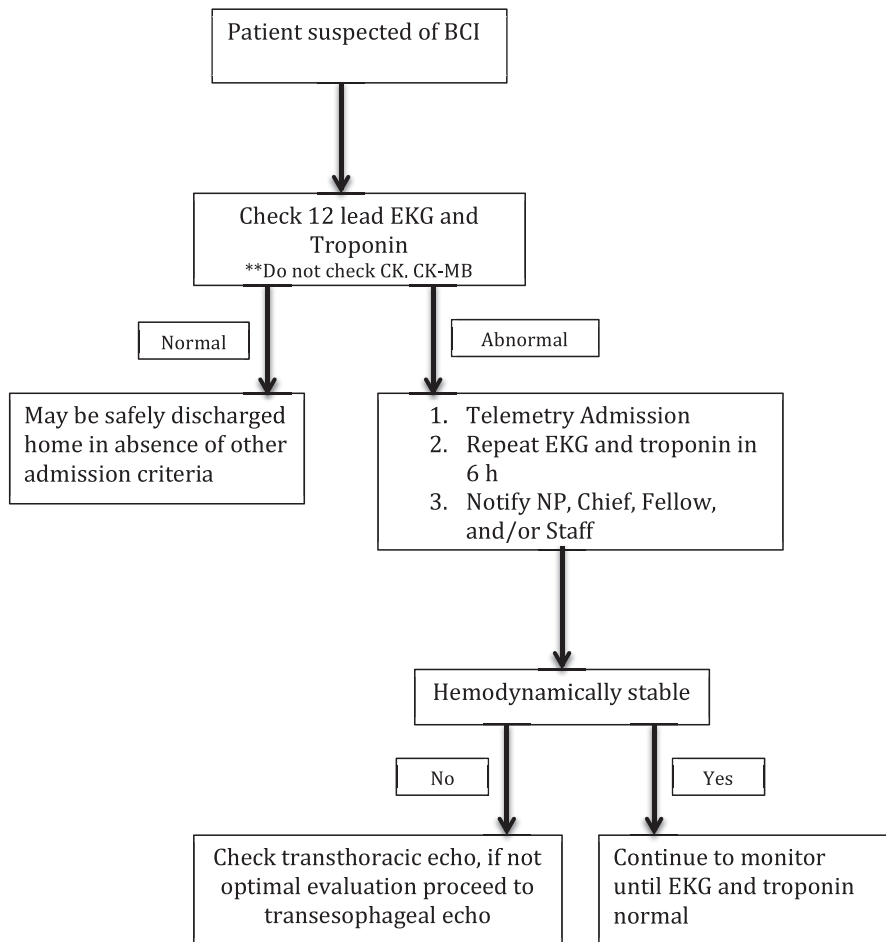 Patient suspected of BCI
Check 12 lead EKG and
Troponin
**Do not check CK. CK-MB
Normal
Abnormal
May be safely discharged
home in absence of other
admission criteria
1. Telemetry Admission
2. Repeat EKG and troponin in
6 h
3. Notify NP, Chief, Fellow,
and/or Staff
Hemodynamically stable
No
Yes
Check transthoracic echo, if not
optimal evaluation proceed to
transesophageal echo
Continue to monitor
until EKG and troponin
normal